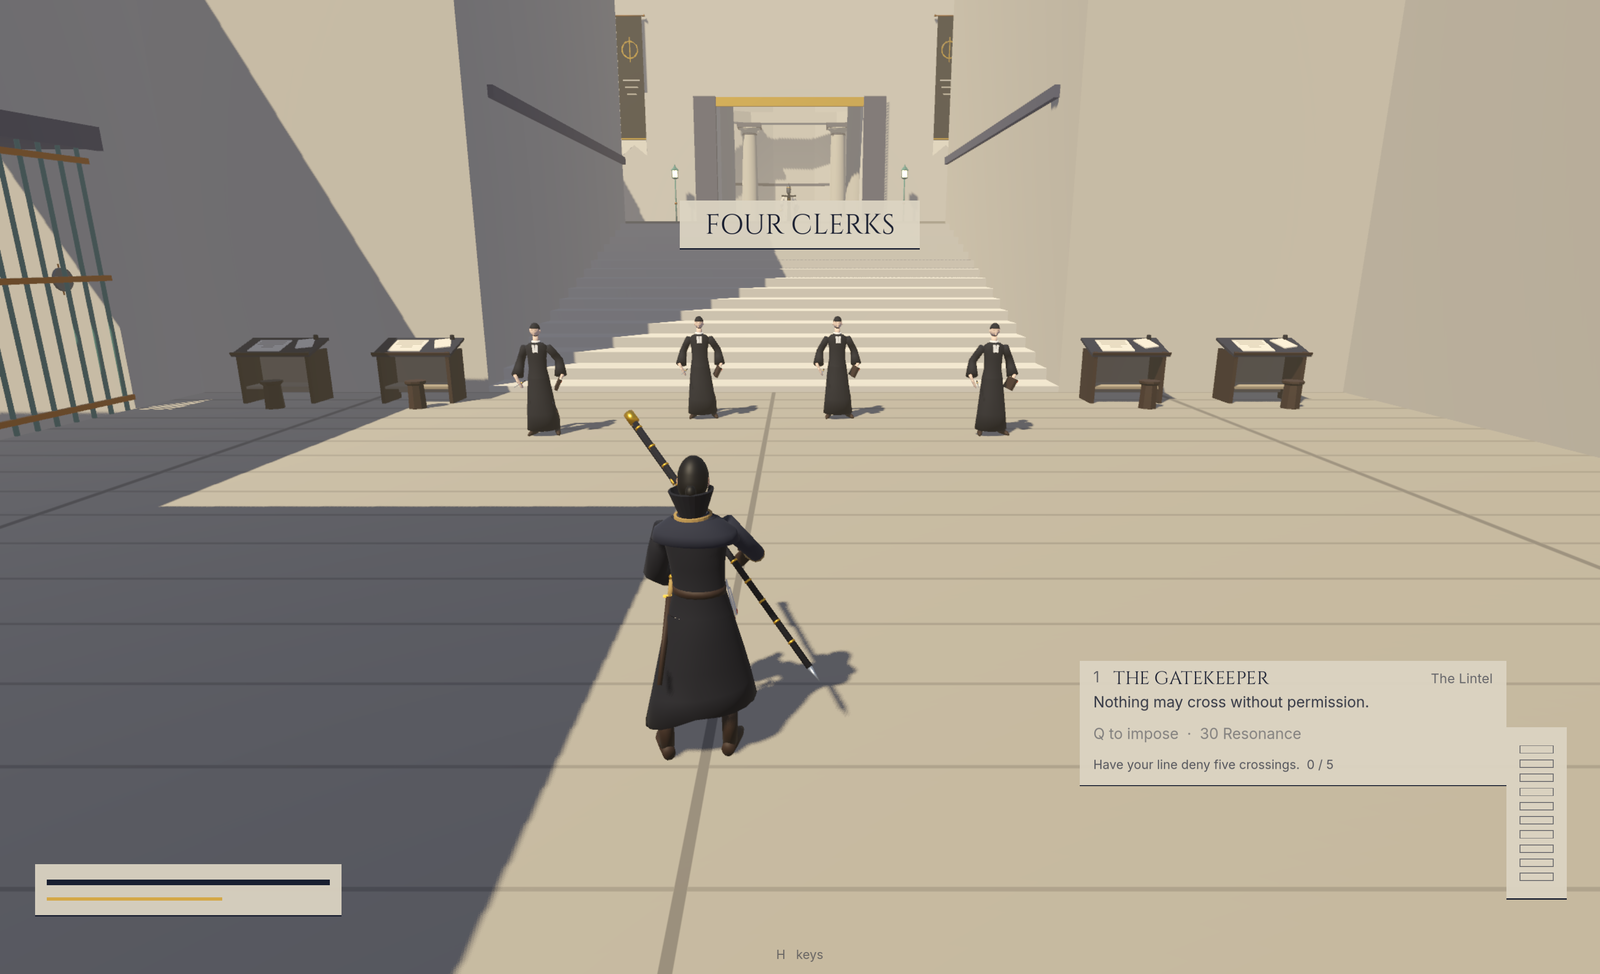 FOUR CLERKS
1 THE GATEKEEPER The Lintel
Nothing may cross without permission.
Q to impose · 30 Resonance
Have your line deny five crossings. 0 / 5
H keys